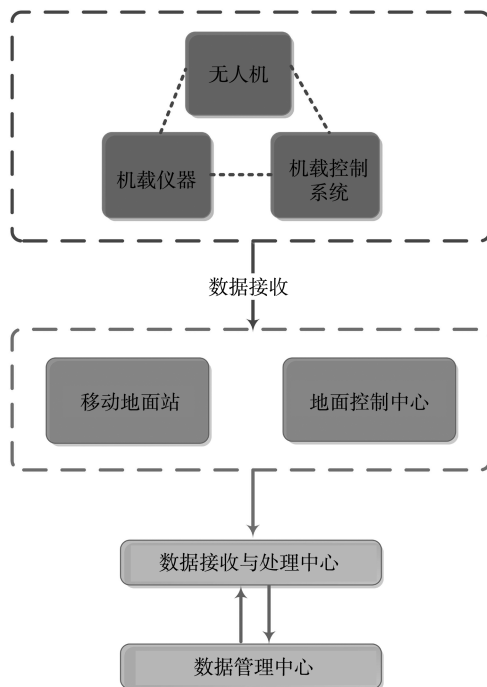 无人机
机载仪器
机载控制
系统
数据接收
移动地面站
地面控制中心
数据接收与处理中心
数据管理中心